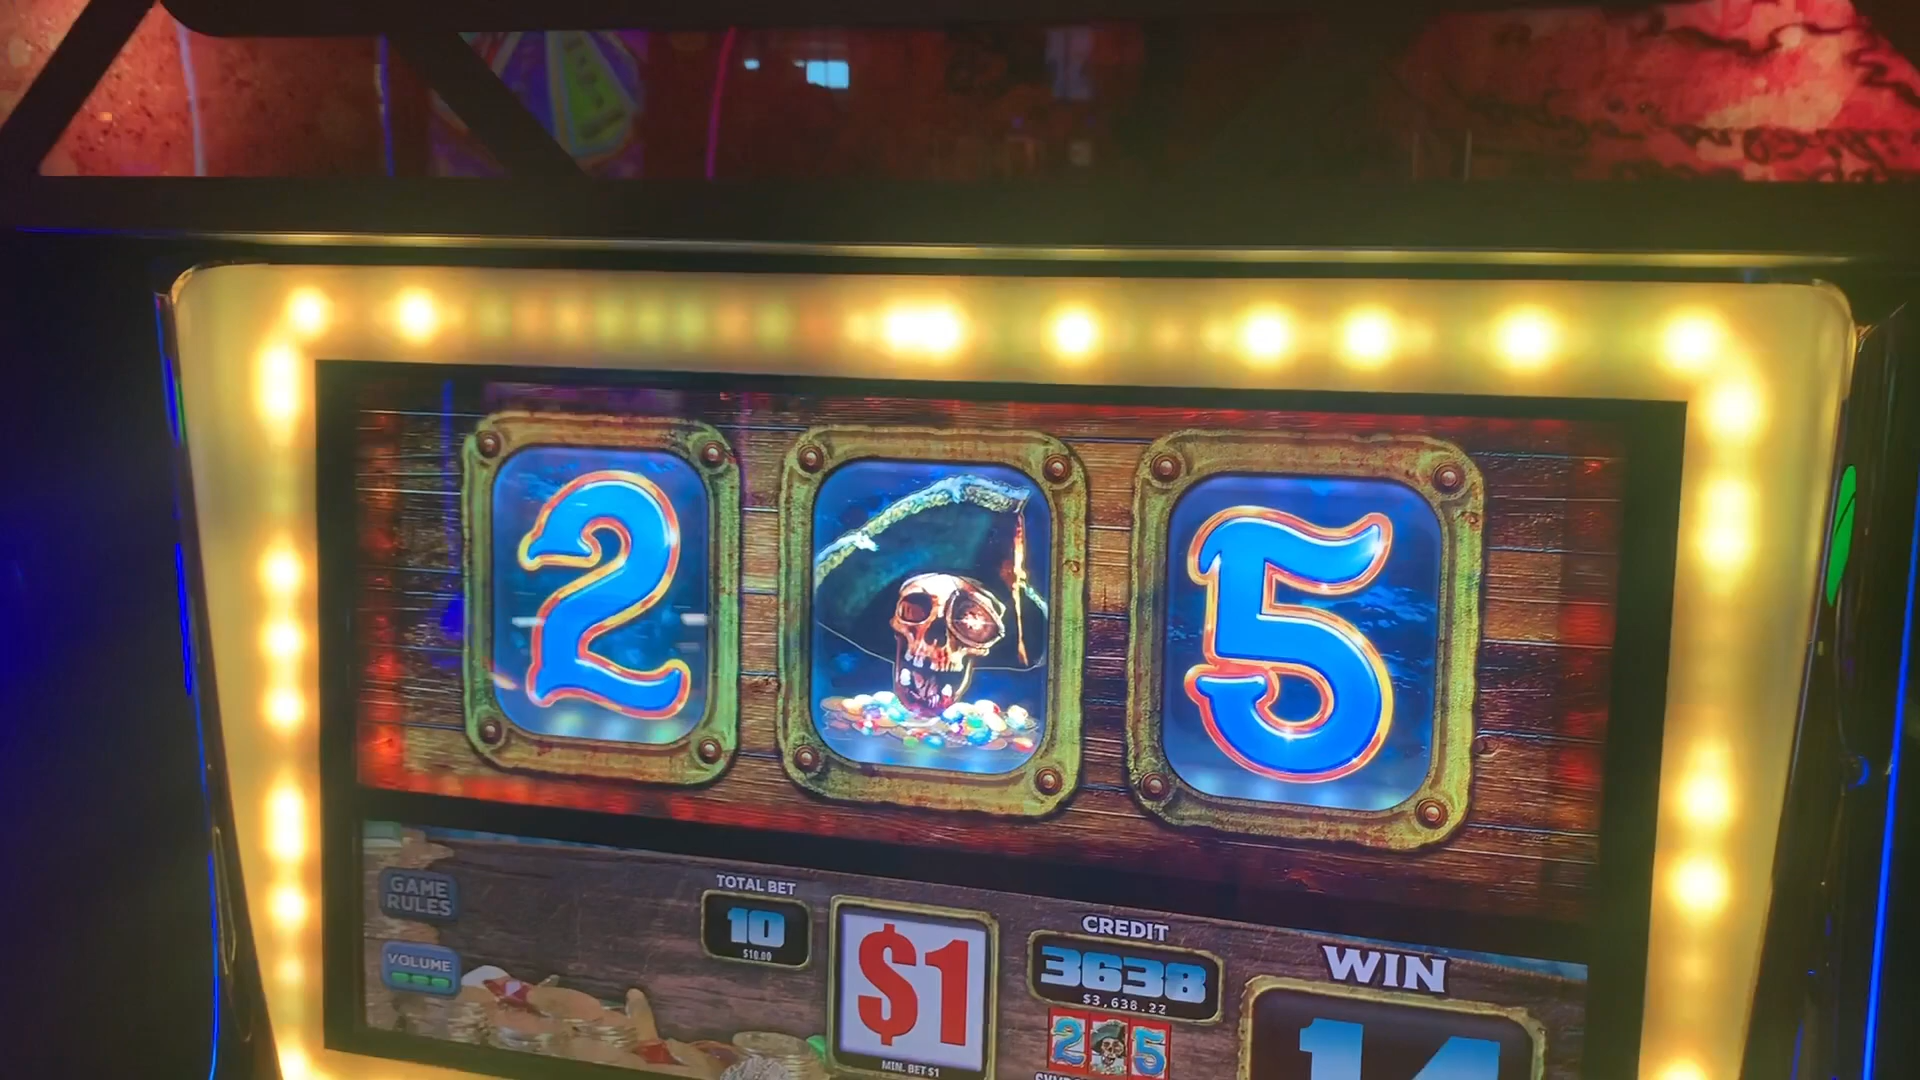 2 5
GAME
RULES
VOLUME
TOTAL BET
10
$10.00
$1
MIN. BET $1
CREDIT
3638
$3,638.22
2 5
WIN
14